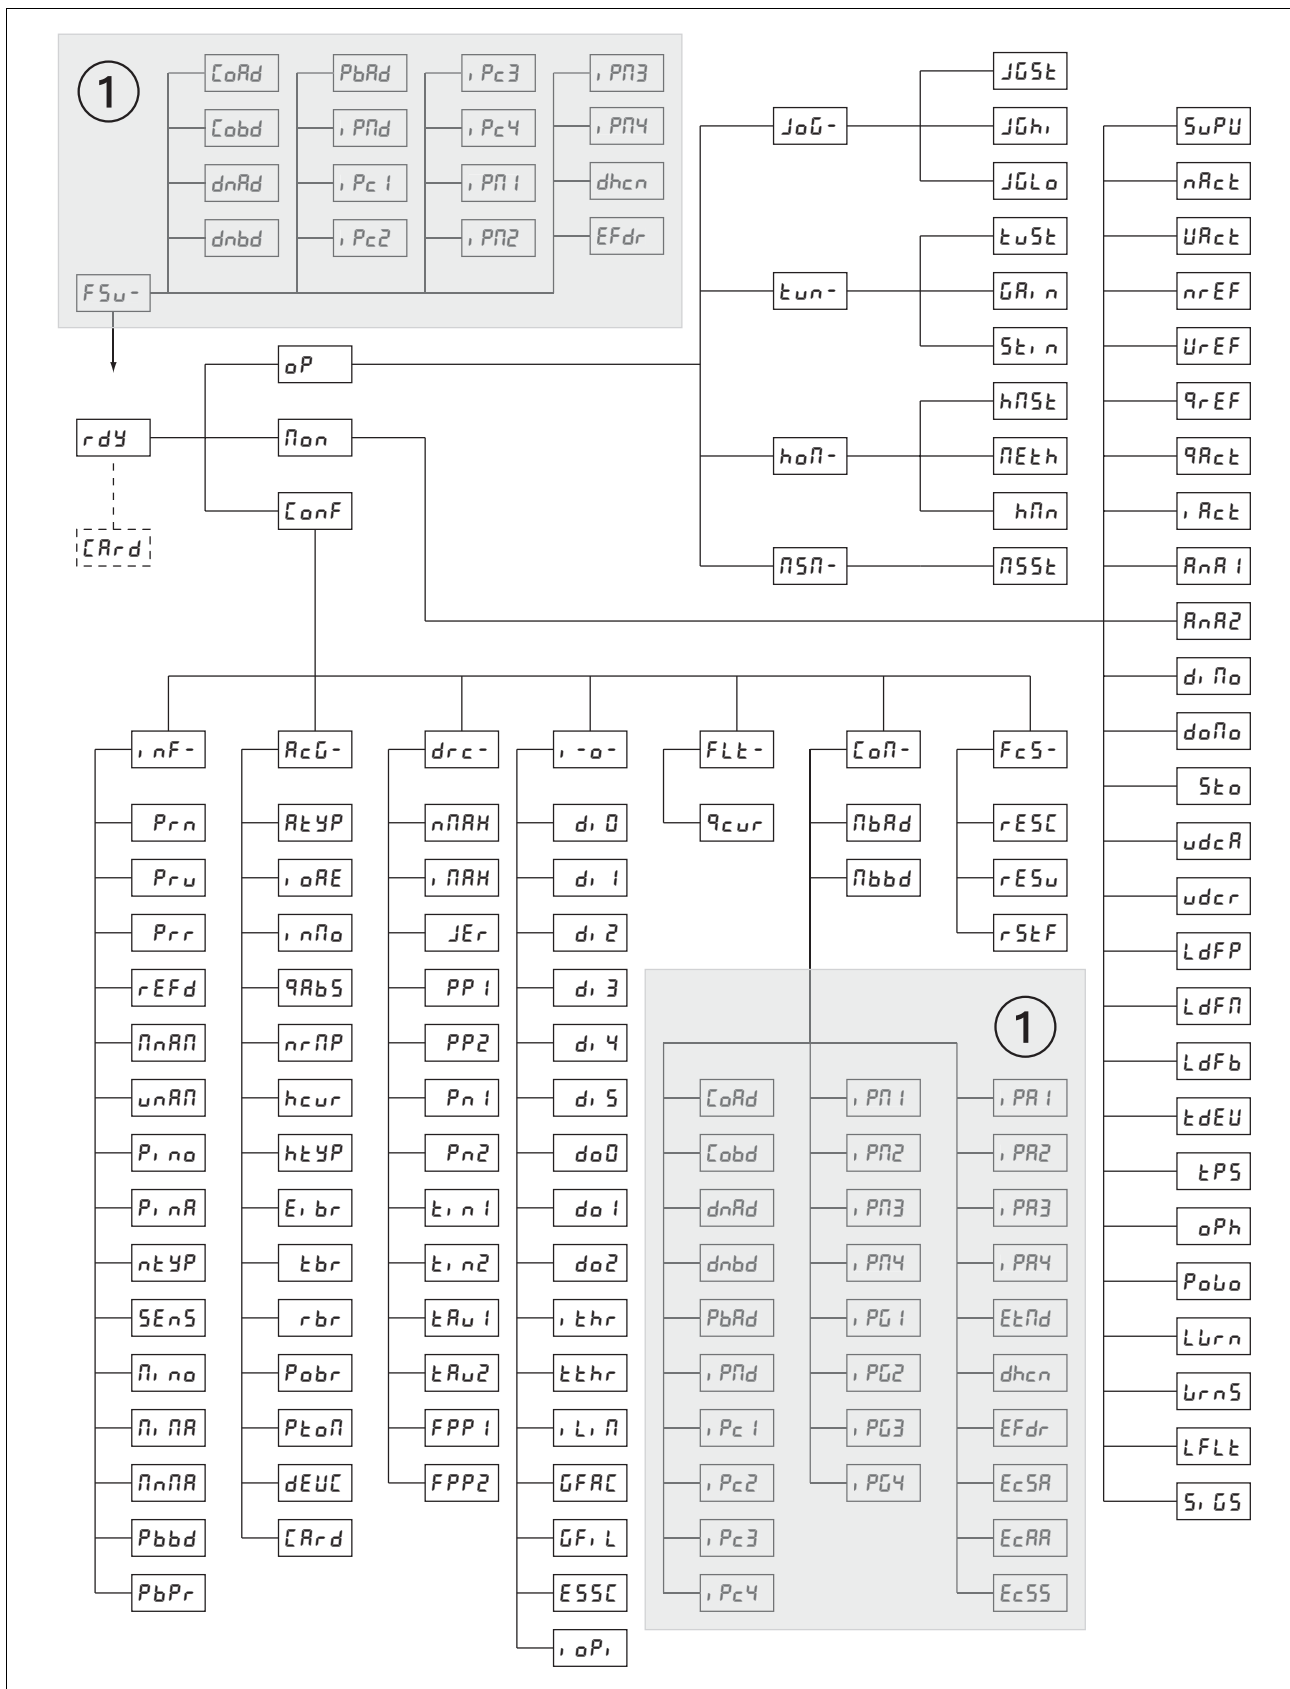 1
CoAd
Cobd
dnAd
dnbd
PbAd
iPMd
iPc1
iPc2
iPc3
iPc4
iPM1
iPM2
iPM3
iPM4
dhcn
EFdr
FSu-
rdy
CArd
oP
Mon
ConF
JoG-
JGSt
JGhi
JGLo
tun-
tuSt
GAin
Stin
hoM-
hMSt
MEth
hMn
MSM-
MSSt
SuPV
nAct
VAct
nrEF
VrEF
qrEF
qAct
iAct
AnA1
AnA2
diMo
doMo
Sto
udcA
udcr
LdFP
LdFM
LdFb
tdEV
tPS
oPh
PoWo
LWrn
WrnS
LFLt
SiGS
inF-
Prn
Pru
Prr
rEFd
MnAM
unAM
Pino
PinA
ntYP
SEnS
Mino
MiMA
MnMA
Pbbd
PbPr
AcG-
AtYP
ioAE
inMo
qAbS
nrMP
hcur
htYP
Eibr
tbr
rbr
Pobr
PtoM
dEVC
CArd
drc-
nMAX
iMAX
JEr
PP1
PP2
Pn1
Pn2
tin1
tin2
tAu1
tAu2
FPP1
FPP2
i-o-
di0
di1
di2
di3
di4
di5
do0
do1
do2
ithr
tthr
iLiM
GFAC
GFiL
ESSC
ioPi
FLt-
qcur
CoM-
MbAd
Mbbd
FcS-
rESC
rESu
rStF
1
CoAd
Cobd
dnAd
dnbd
PbAd
iPMd
iPc1
iPc2
iPc3
iPc4
iPM1
iPM2
iPM3
iPM4
iPG1
iPG2
iPG3
iPG4
iPA1
iPA2
iPA3
iPA4
EtMd
dhcn
EFdr
EcSA
EcAA
EcSS